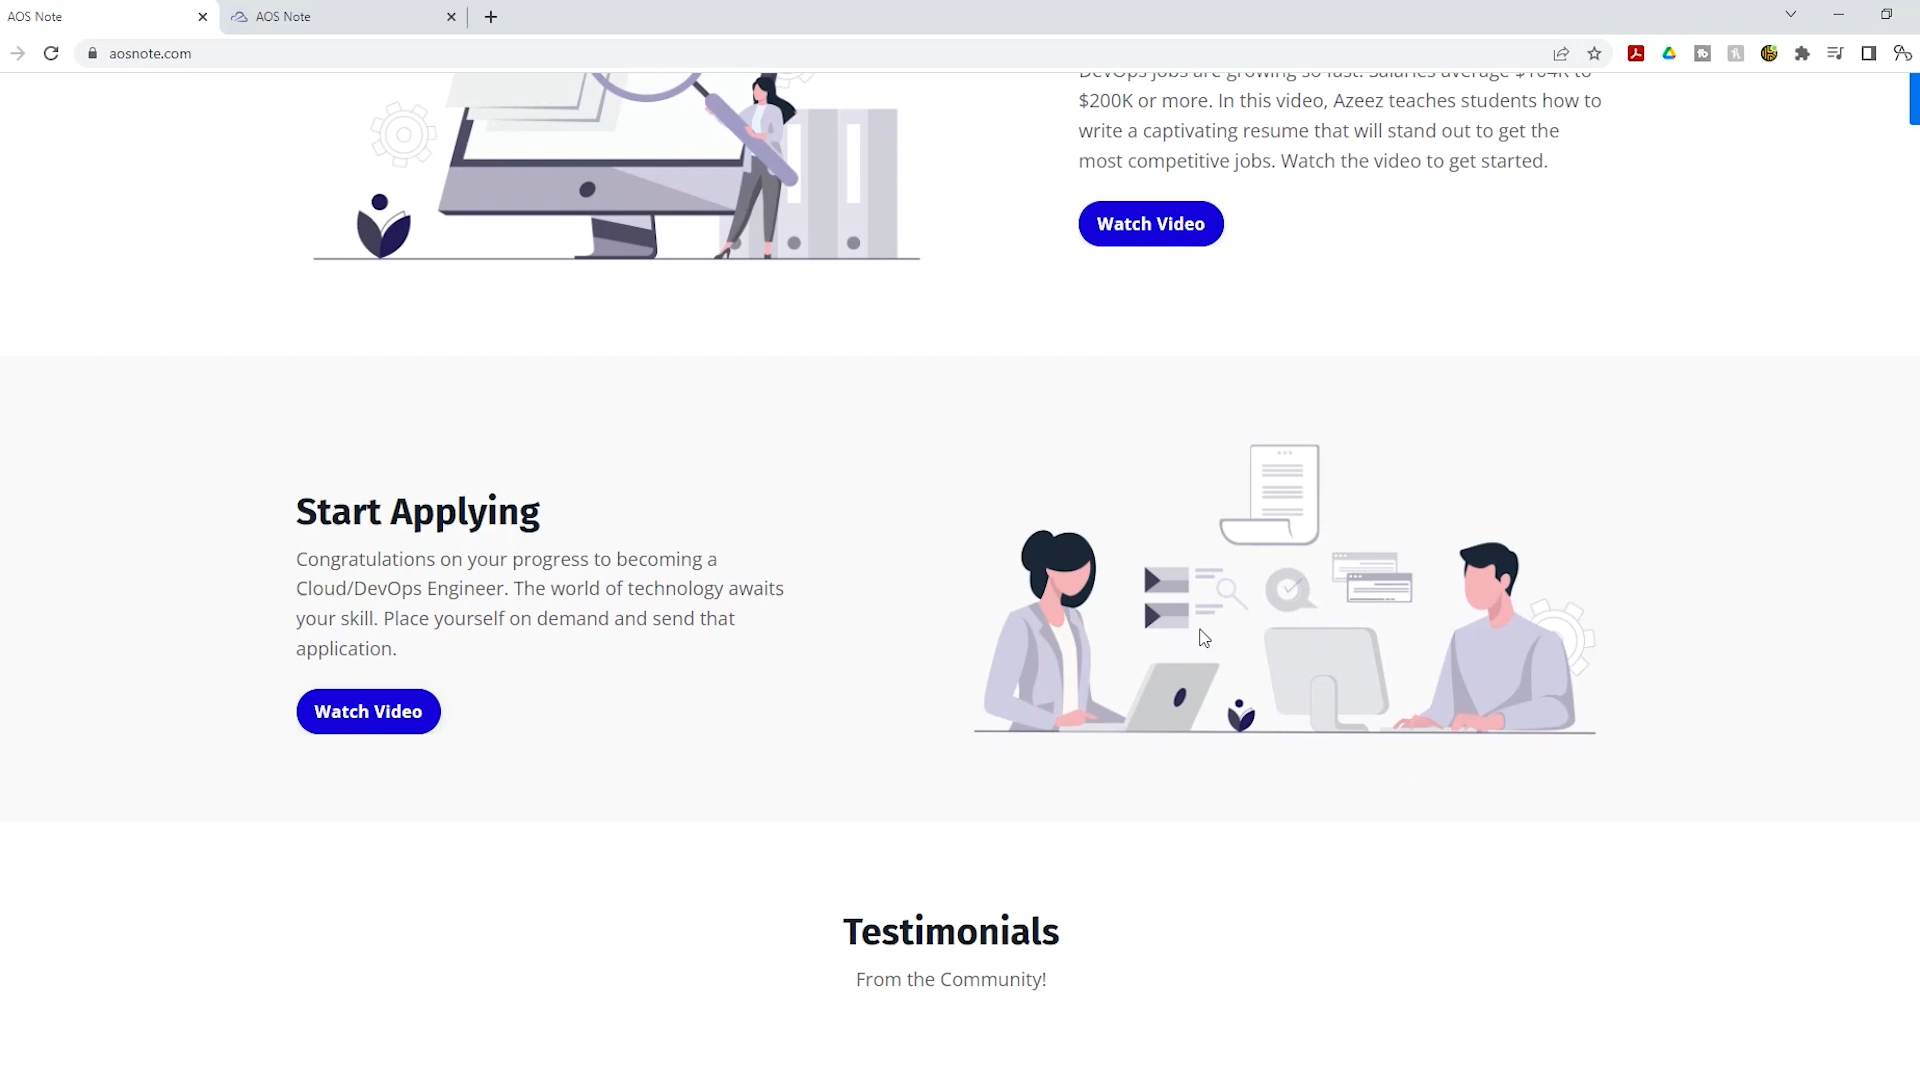 AOS Note
AOS Note
aosnote.com
DevOps jobs are growing so fast. Salaries average $104K to
$200K or more. In this video, Azeez teaches students how to
write a captivating resume that will stand out to get the
most competitive jobs. Watch the video to get started.
Watch Video
Start Applying
Congratulations on your progress to becoming a
Cloud/DevOps Engineer. The world of technology awaits
your skill. Place yourself on demand and send that
application.
Watch Video
Testimonials
From the Community!